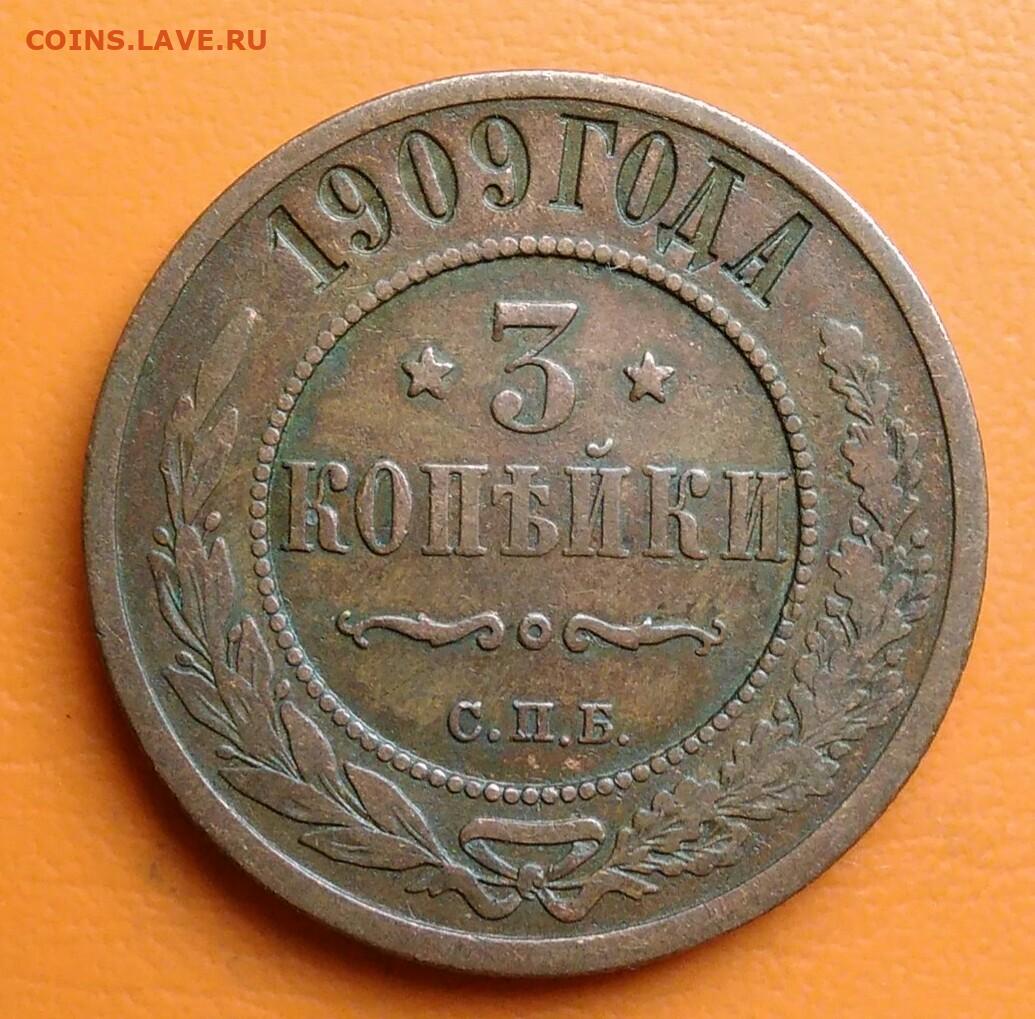 COINS.LAVE.RU
1909 ГОДА
3
КОПѢЙКИ
С.П.Б.